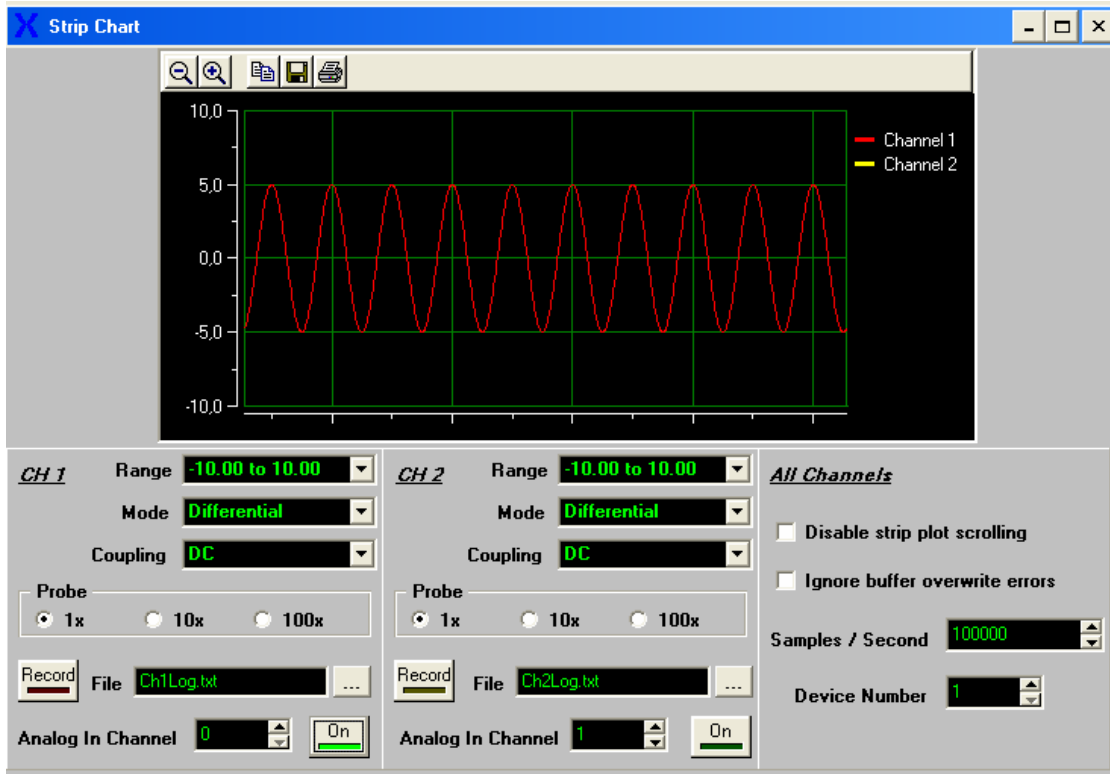 Strip Chart
10,0
5,0
0,0
-5,0
-10,0
Channel 1
Channel 2
CH 1
Range -10.00 to 10.00
Mode Differential
Coupling DC
Probe
1x 10x 100x
Record File Ch1Log.txt ...
Analog In Channel 0 On
CH 2
Range -10.00 to 10.00
Mode Differential
Coupling DC
Probe
1x 10x 100x
Record File Ch2Log.txt ...
Analog In Channel 1 On
All Channels
Disable strip plot scrolling
Ignore buffer overwrite errors
Samples / Second 100000
Device Number 1